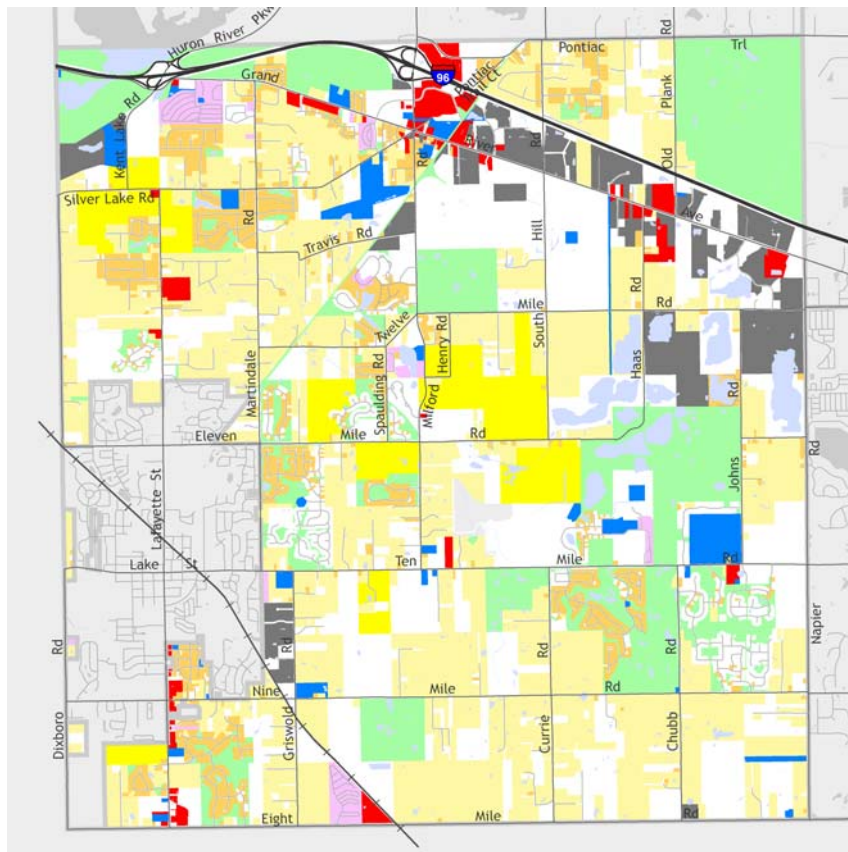 Huron River Pkwy
Rd
Pontiac
Trl
Grand
96
Pontiac
Trl Ct
Plank
Kent Lake Rd
River
Rd
Old
Rd
Silver Lake Rd
Rd
Ave
Travis Rd
Hill
Rd
Mile
Rd
Twelve
South
Henry Rd
Spaulding Rd
Martindale
Milford
Haas
Rd
Eleven
Mile
Rd
Rd
Lafayette St
Johns
Lake St
Ten
Mile
Rd
Rd
Rd
Rd
Rd
Napier
Nine
Mile
Rd
Dixboro
Griswold
Currie
Chubb
Eight
Mile
Rd